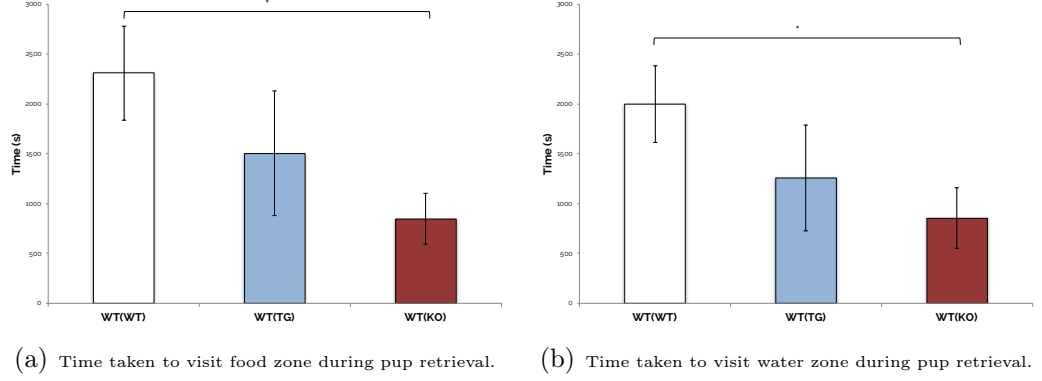 *
3000
2500
2000
1500
1000
500
0
Time (s)
WT(WT) WT(TG) WT(KO)
(a) Time taken to visit food zone during pup retrieval.
*
3000
2500
2000
1500
1000
500
0
Time (s)
WT(WT) WT(TG) WT(KO)
(b) Time taken to visit water zone during pup retrieval.